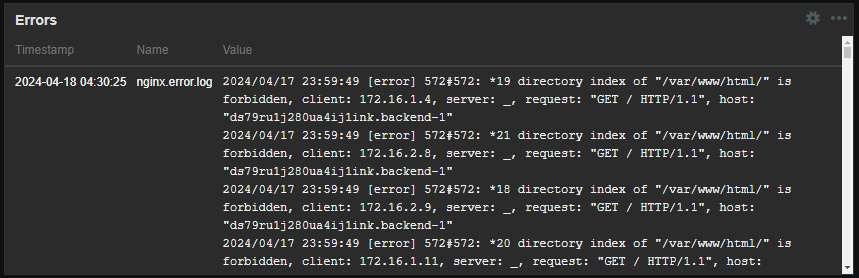 Errors
Timestamp Name Value
2024-04-18 04:30:25 nginx.error.log 2024/04/17 23:59:49 [error] 572#572: *19 directory index of "/var/www/html/" is
forbidden, client: 172.16.1.4, server: _, request: "GET / HTTP/1.1", host:
"ds79ru1j280ua4ij1ink.backend-1"
2024/04/17 23:59:49 [error] 572#572: *21 directory index of "/var/www/html/" is
forbidden, client: 172.16.2.8, server: _, request: "GET / HTTP/1.1", host:
"ds79ru1j280ua4ij1ink.backend-1"
2024/04/17 23:59:49 [error] 572#572: *18 directory index of "/var/www/html/" is
forbidden, client: 172.16.2.9, server: _, request: "GET / HTTP/1.1", host:
"ds79ru1j280ua4ij1ink.backend-1"
2024/04/17 23:59:49 [error] 572#572: *20 directory index of "/var/www/html/" is
forbidden, client: 172.16.1.11, server: _, request: "GET / HTTP/1.1", host: